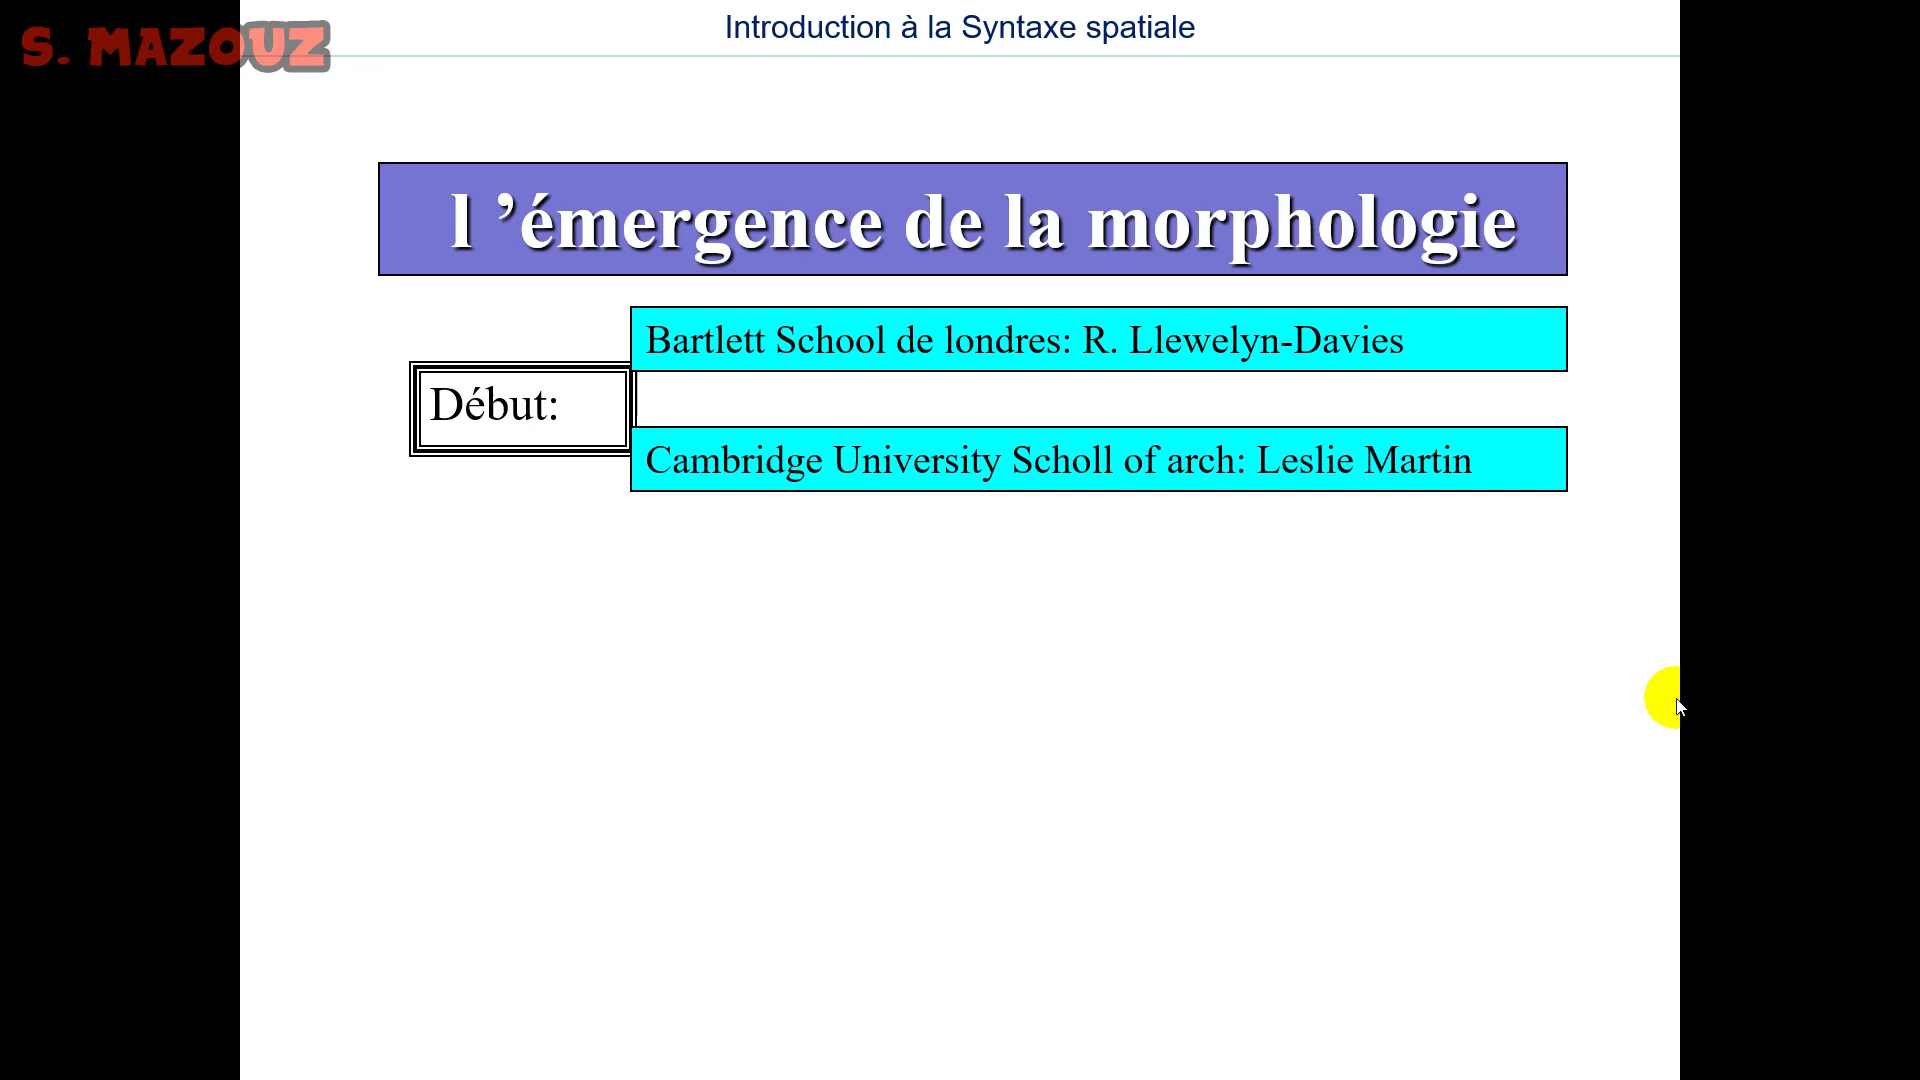 Introduction à la Syntaxe spatiale
S. MAZOUZ
l ’émergence de la morphologie
Bartlett School de londres: R. Llewelyn-Davies
Début:
Cambridge University Scholl of arch: Leslie Martin